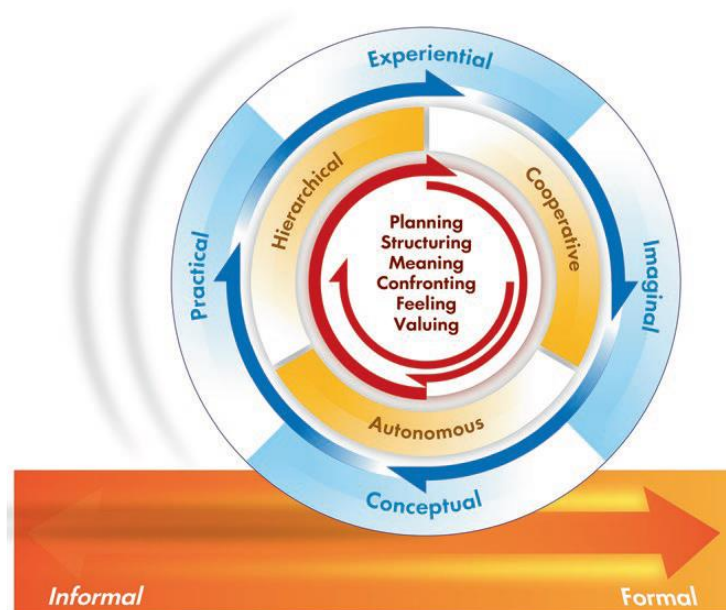 Experiential
Hierarchical
Cooperative
Practical
Imaginal
Planning
Structuring
Meaning
Confronting
Feeling
Valuing
Autonomous
Conceptual
Informal
Formal